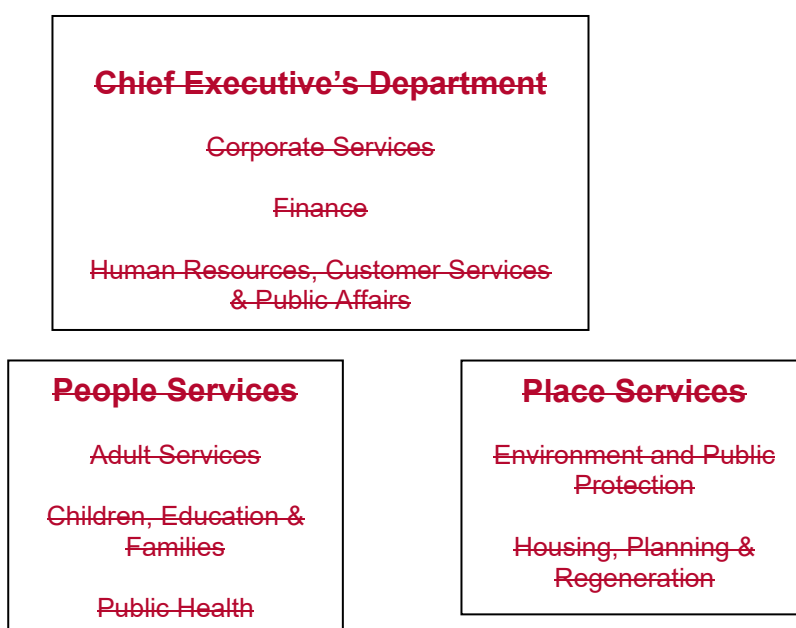 Chief Executive’s Department
Corporate Services
Finance
Human Resources, Customer Services
& Public Affairs
People Services
Adult Services
Children, Education &
Families
Public Health
Place Services
Environment and Public
Protection
Housing, Planning &
Regeneration